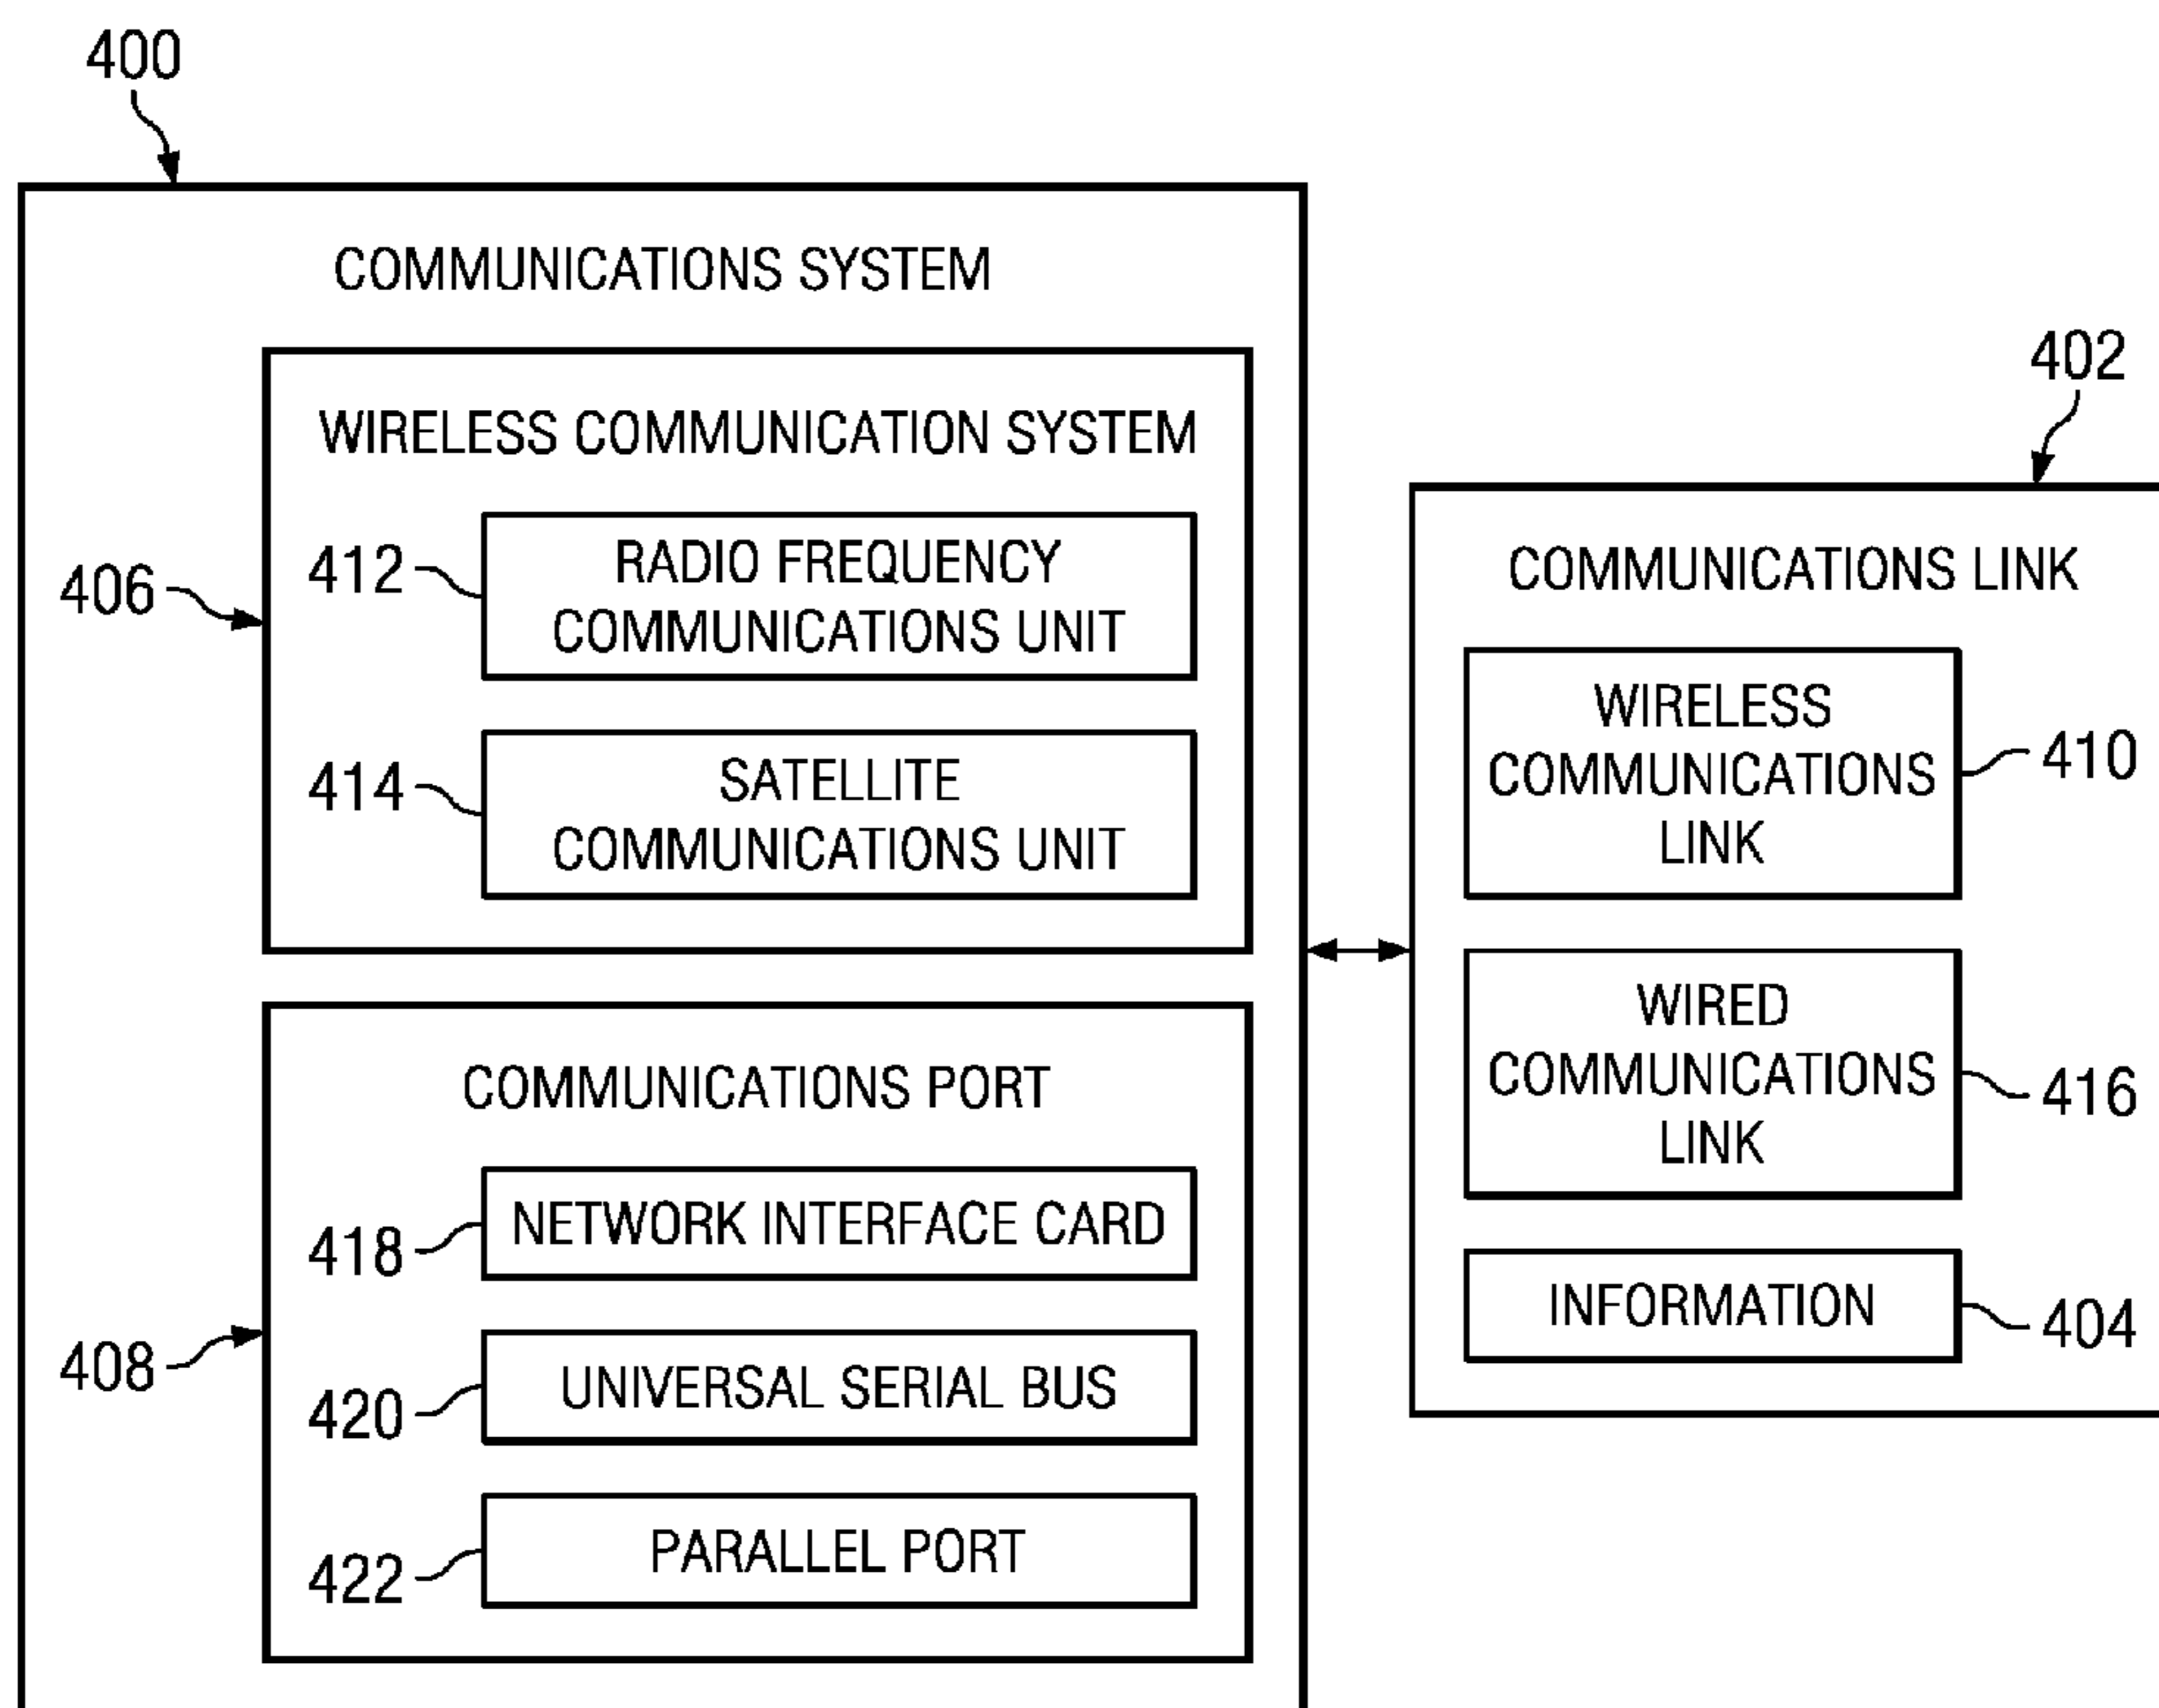 400
COMMUNICATIONS SYSTEM
WIRELESS COMMUNICATION SYSTEM
406
412
RADIO FREQUENCY
COMMUNICATIONS UNIT
414
SATELLITE
COMMUNICATIONS UNIT
COMMUNICATIONS PORT
408
418
NETWORK INTERFACE CARD
420
UNIVERSAL SERIAL BUS
422
PARALLEL PORT
402
COMMUNICATIONS LINK
WIRELESS
COMMUNICATIONS
LINK
410
WIRED
COMMUNICATIONS
LINK
416
INFORMATION
404